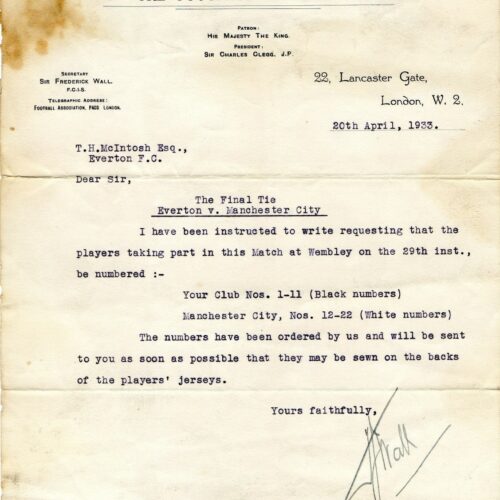 PATRON:
HIS MAJESTY THE KING.
PRESIDENT:
SIR CHARLES CLEGG, J.P.
SECRETARY
SIR FREDERICK WALL,
F.C.I.S.
TELEGRAPHIC ADDRESS:
FOOTBALL ASSOCIATION, PADD LONDON.
22, Lancaster Gate,
London, W. 2.
20th April, 1933.
T.H.McIntosh Esq.,
Everton F.C.
Dear Sir,
The Final Tie
Everton v. Manchester City
I have been instructed to write requesting that the
players taking part in this Match at Wembley on the 29th inst.,
be numbered :-
Your Club Nos. 1-11 (Black numbers)
Manchester City, Nos. 12-22 (White numbers)
The numbers have been ordered by us and will be sent
to you as soon as possible that they may be sewn on the backs
of the players' jerseys.
Yours faithfully,
FWall